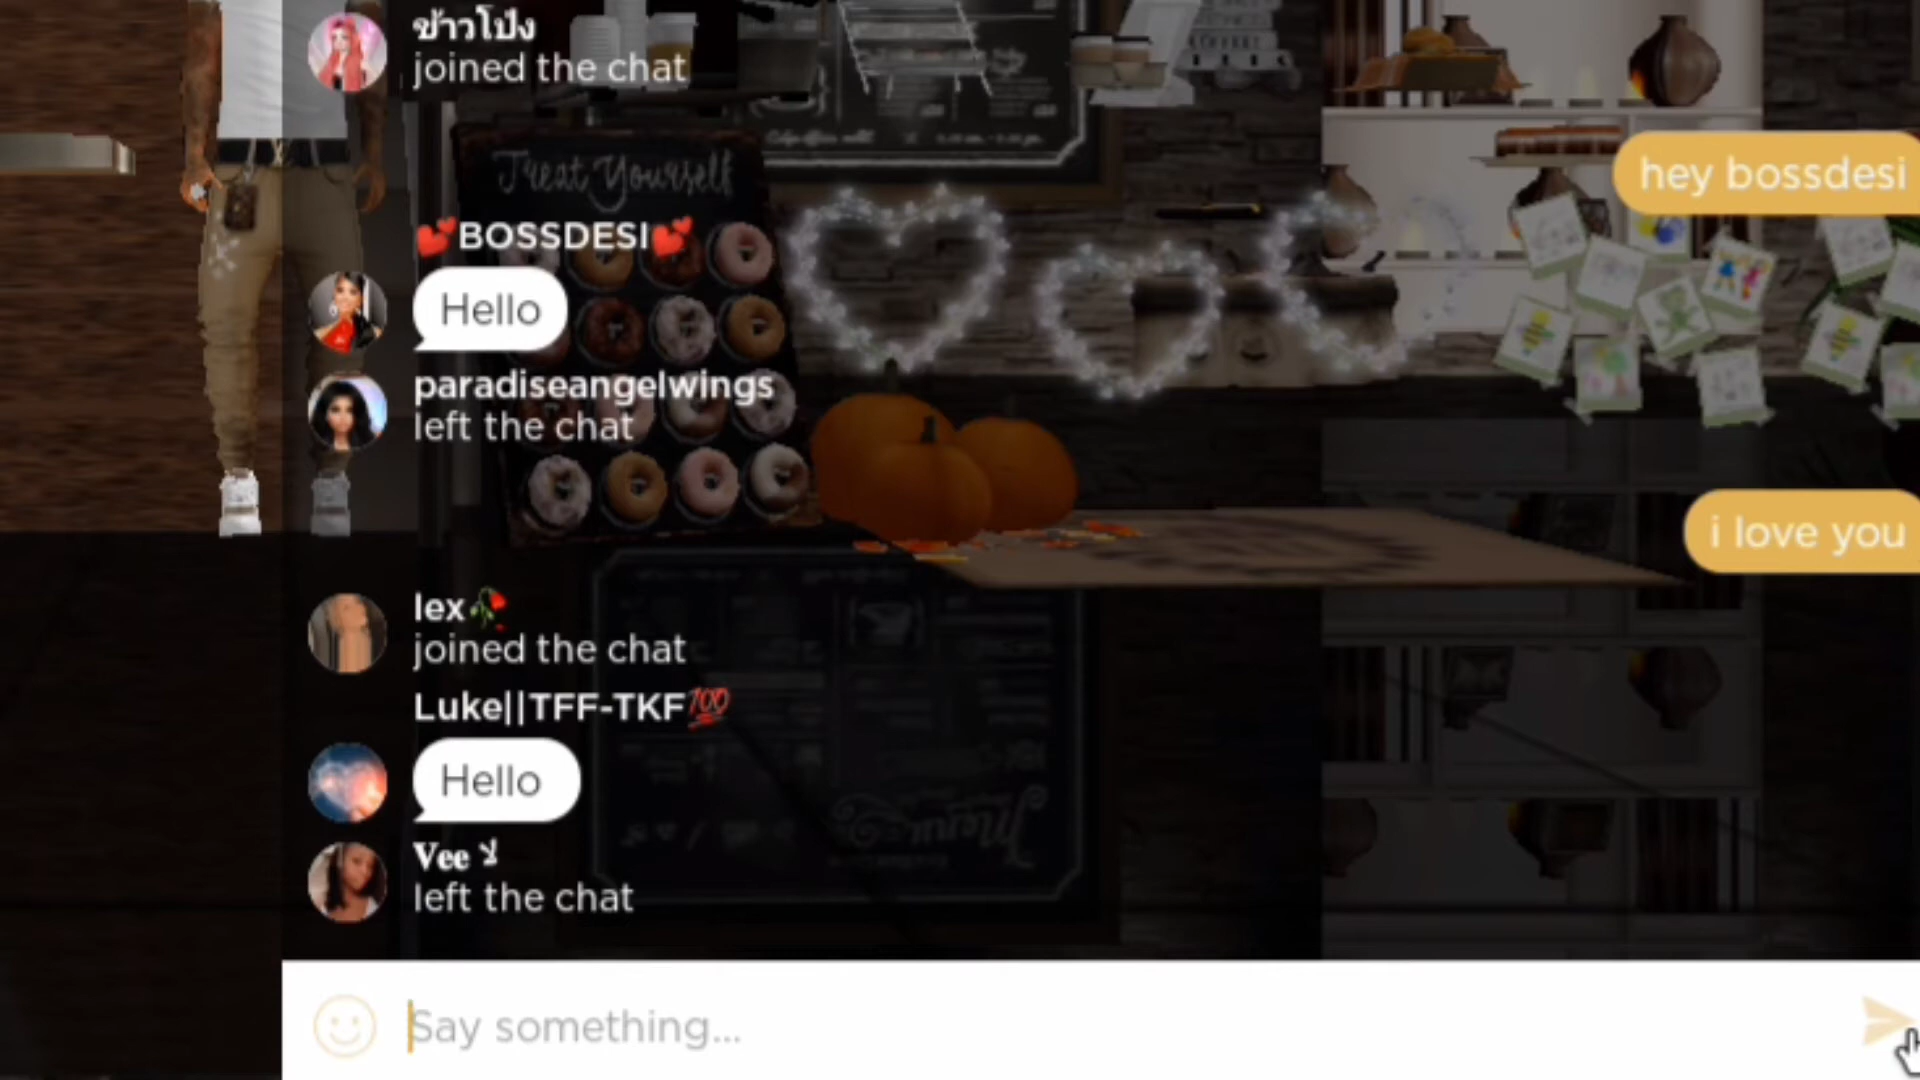 ข้าวโป่ง
joined the chat
Treat Yourself
hey bossdesi
💕BOSSDESI💕
Hello
paradiseangelwings
left the chat
i love you
lex🥀
joined the chat
Luke||TFF-TKF💯
Hello
Vee
left the chat
Menu
Say something...